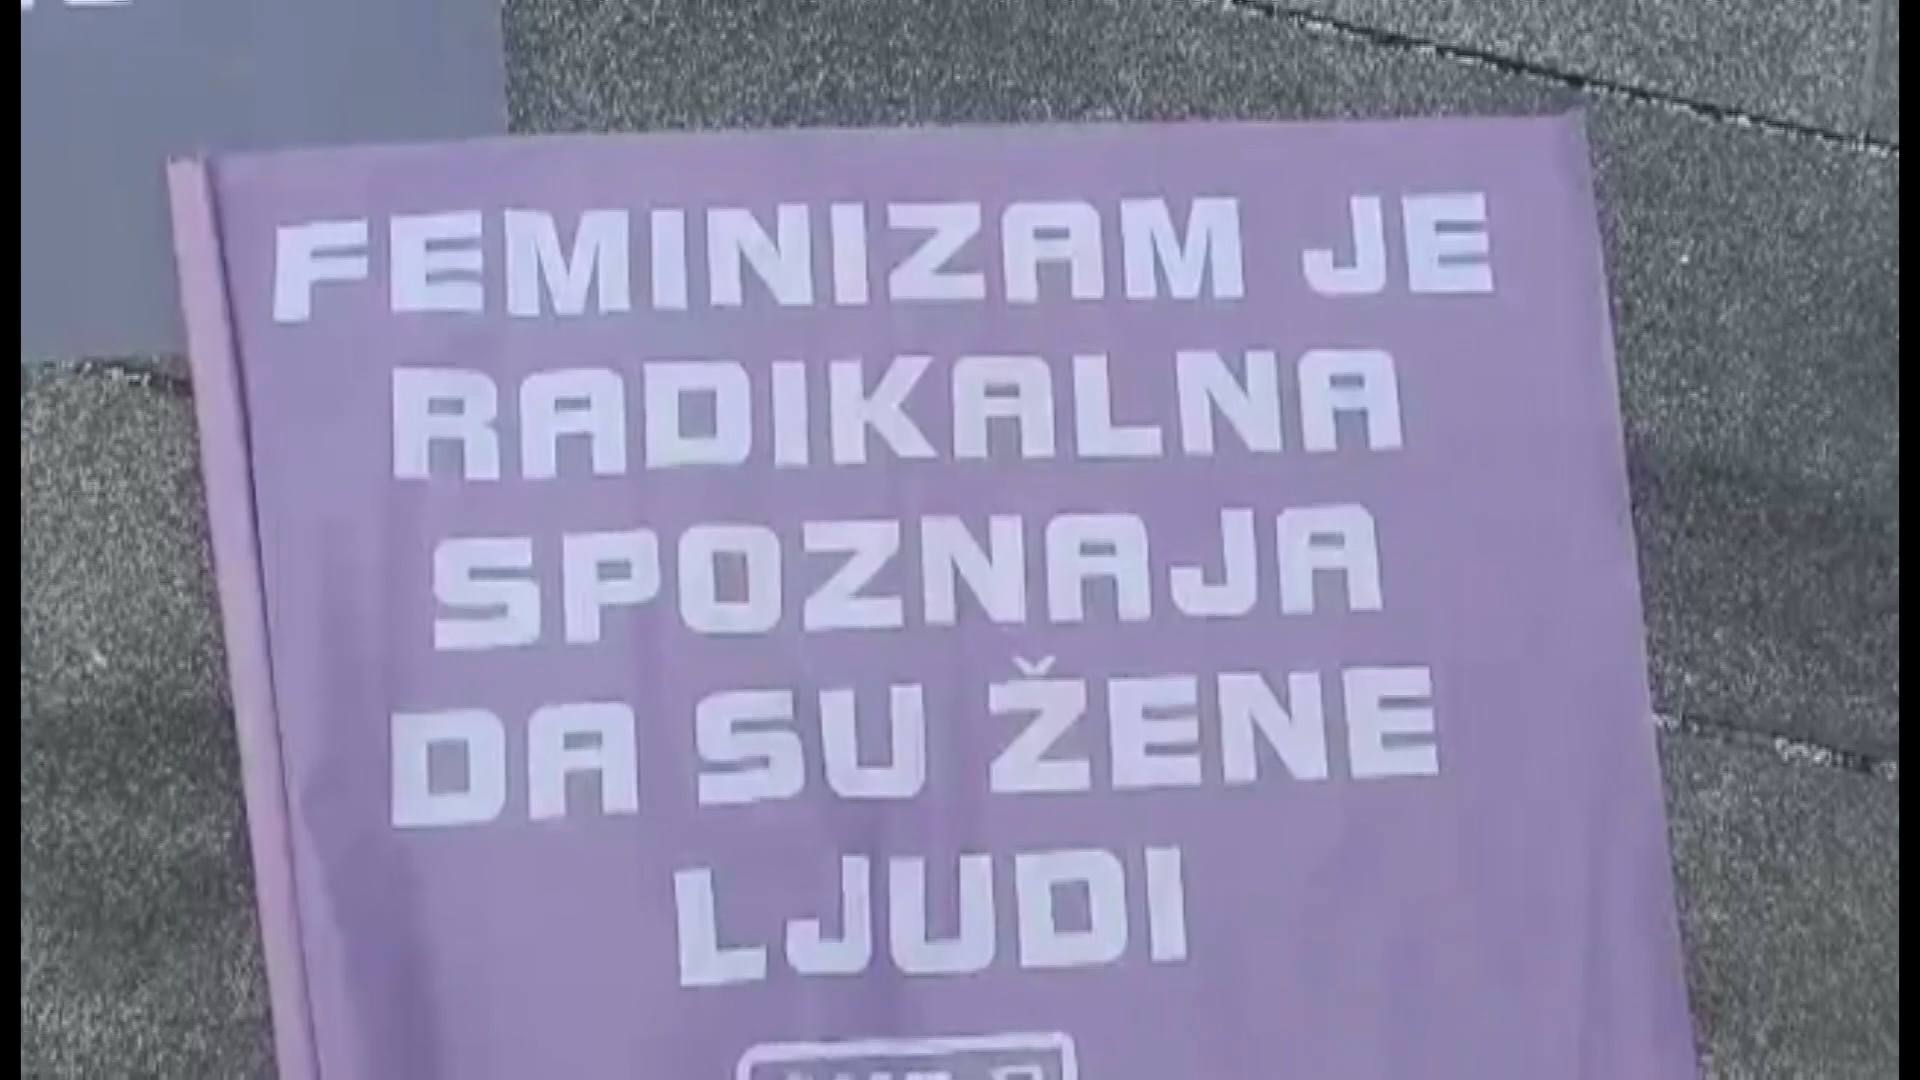 FEMINIZAM JE
RADIKALNA
SPOZNAJA
DA SU ŽENE
LJUDI